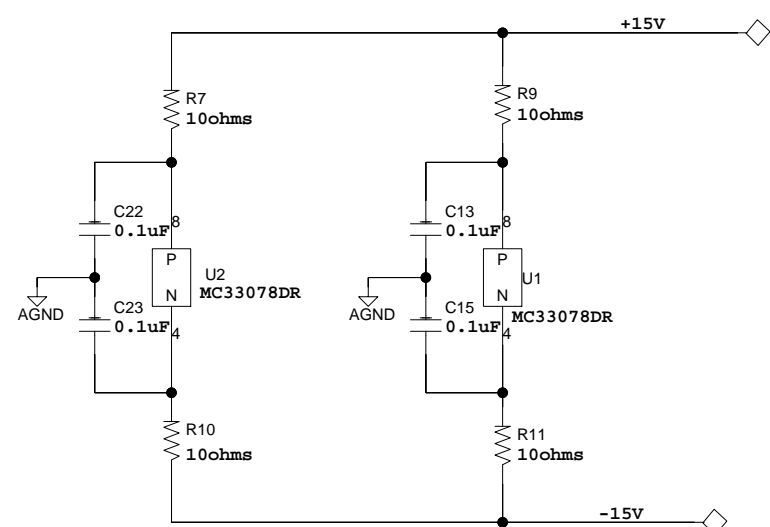 +15V
R7
10ohms
R9
10ohms
C22
0.1uF
8
C13
0.1uF
8
P
P
U2
U1
N
MC33078DR
N
AGND
C23
0.1uF
4
AGND
C15
0.1uF
4
MC33078DR
R10
10ohms
R11
10ohms
-15V